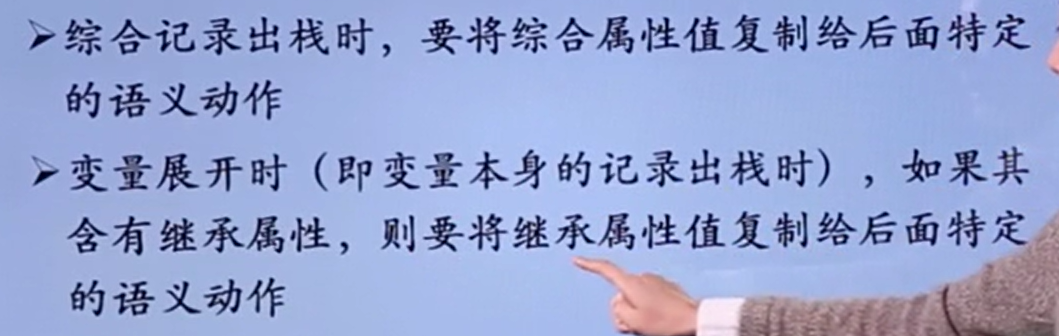 ➢综合记录出栈时，要将综合属性值复制给后面特定
的语义动作
➢变量展开时（即变量本身的记录出栈时），如果其
含有继承属性，则要将继承属性值复制给后面特定
的语义动作